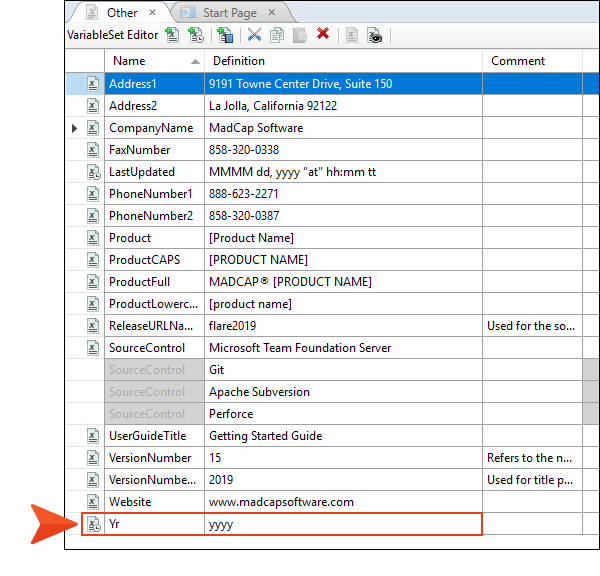 Other Start Page
VariableSet Editor
Name Definition Comment
Address1 9191 Towne Center Drive, Suite 150
Address2 La Jolla, California 92122
CompanyName MadCap Software
FaxNumber 858-320-0338
LastUpdated MMMM dd, yyyy "at" hh:mm tt
PhoneNumber1 888-623-2271
PhoneNumber2 858-320-0387
Product [Product Name]
ProductCAPS [PRODUCT NAME]
ProductFull MADCAP® [PRODUCT NAME]
ProductLowerc... [product name]
ReleaseURLNa... flare2019 Used for the so...
SourceControl Microsoft Team Foundation Server
SourceControl Git
SourceControl Apache Subversion
SourceControl Perforce
UserGuideTitle Getting Started Guide
VersionNumber 15 Refers to the n...
VersionNumbe... 2019 Used for title p...
Website www.madcapsoftware.com
Yr yyyy